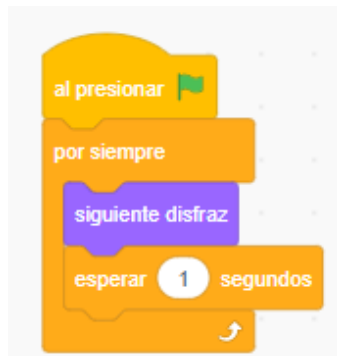 al presionar
por siempre
siguiente disfraz
esperar 1 segundos